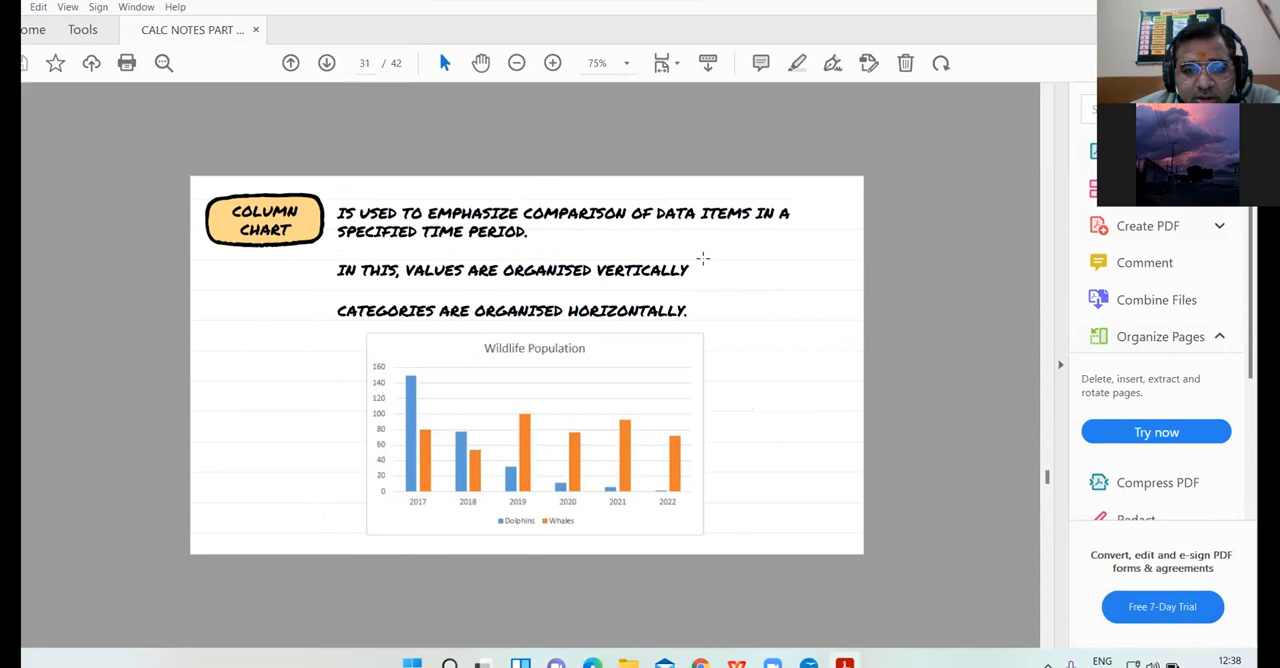 Edit View Sign Window Help
ome Tools CALC NOTES PART ... ×
31 / 42 75%
COLUMN
CHART
IS USED TO EMPHASIZE COMPARISON OF DATA ITEMS IN A
SPECIFIED TIME PERIOD.
IN THIS, VALUES ARE ORGANISED VERTICALLY
CATEGORIES ARE ORGANISED HORIZONTALLY.
Wildlife Population
160
140
120
100
80
60
40
20
0
2017 2018 2019 2020 2021 2022
Dolphins Whales
S
Create PDF
Comment
Combine Files
Organize Pages
Delete, insert, extract and
rotate pages.
Try now
Compress PDF
Redact
Convert, edit and e-sign PDF
forms & agreements
Free 7-Day Trial
ENG
12:38